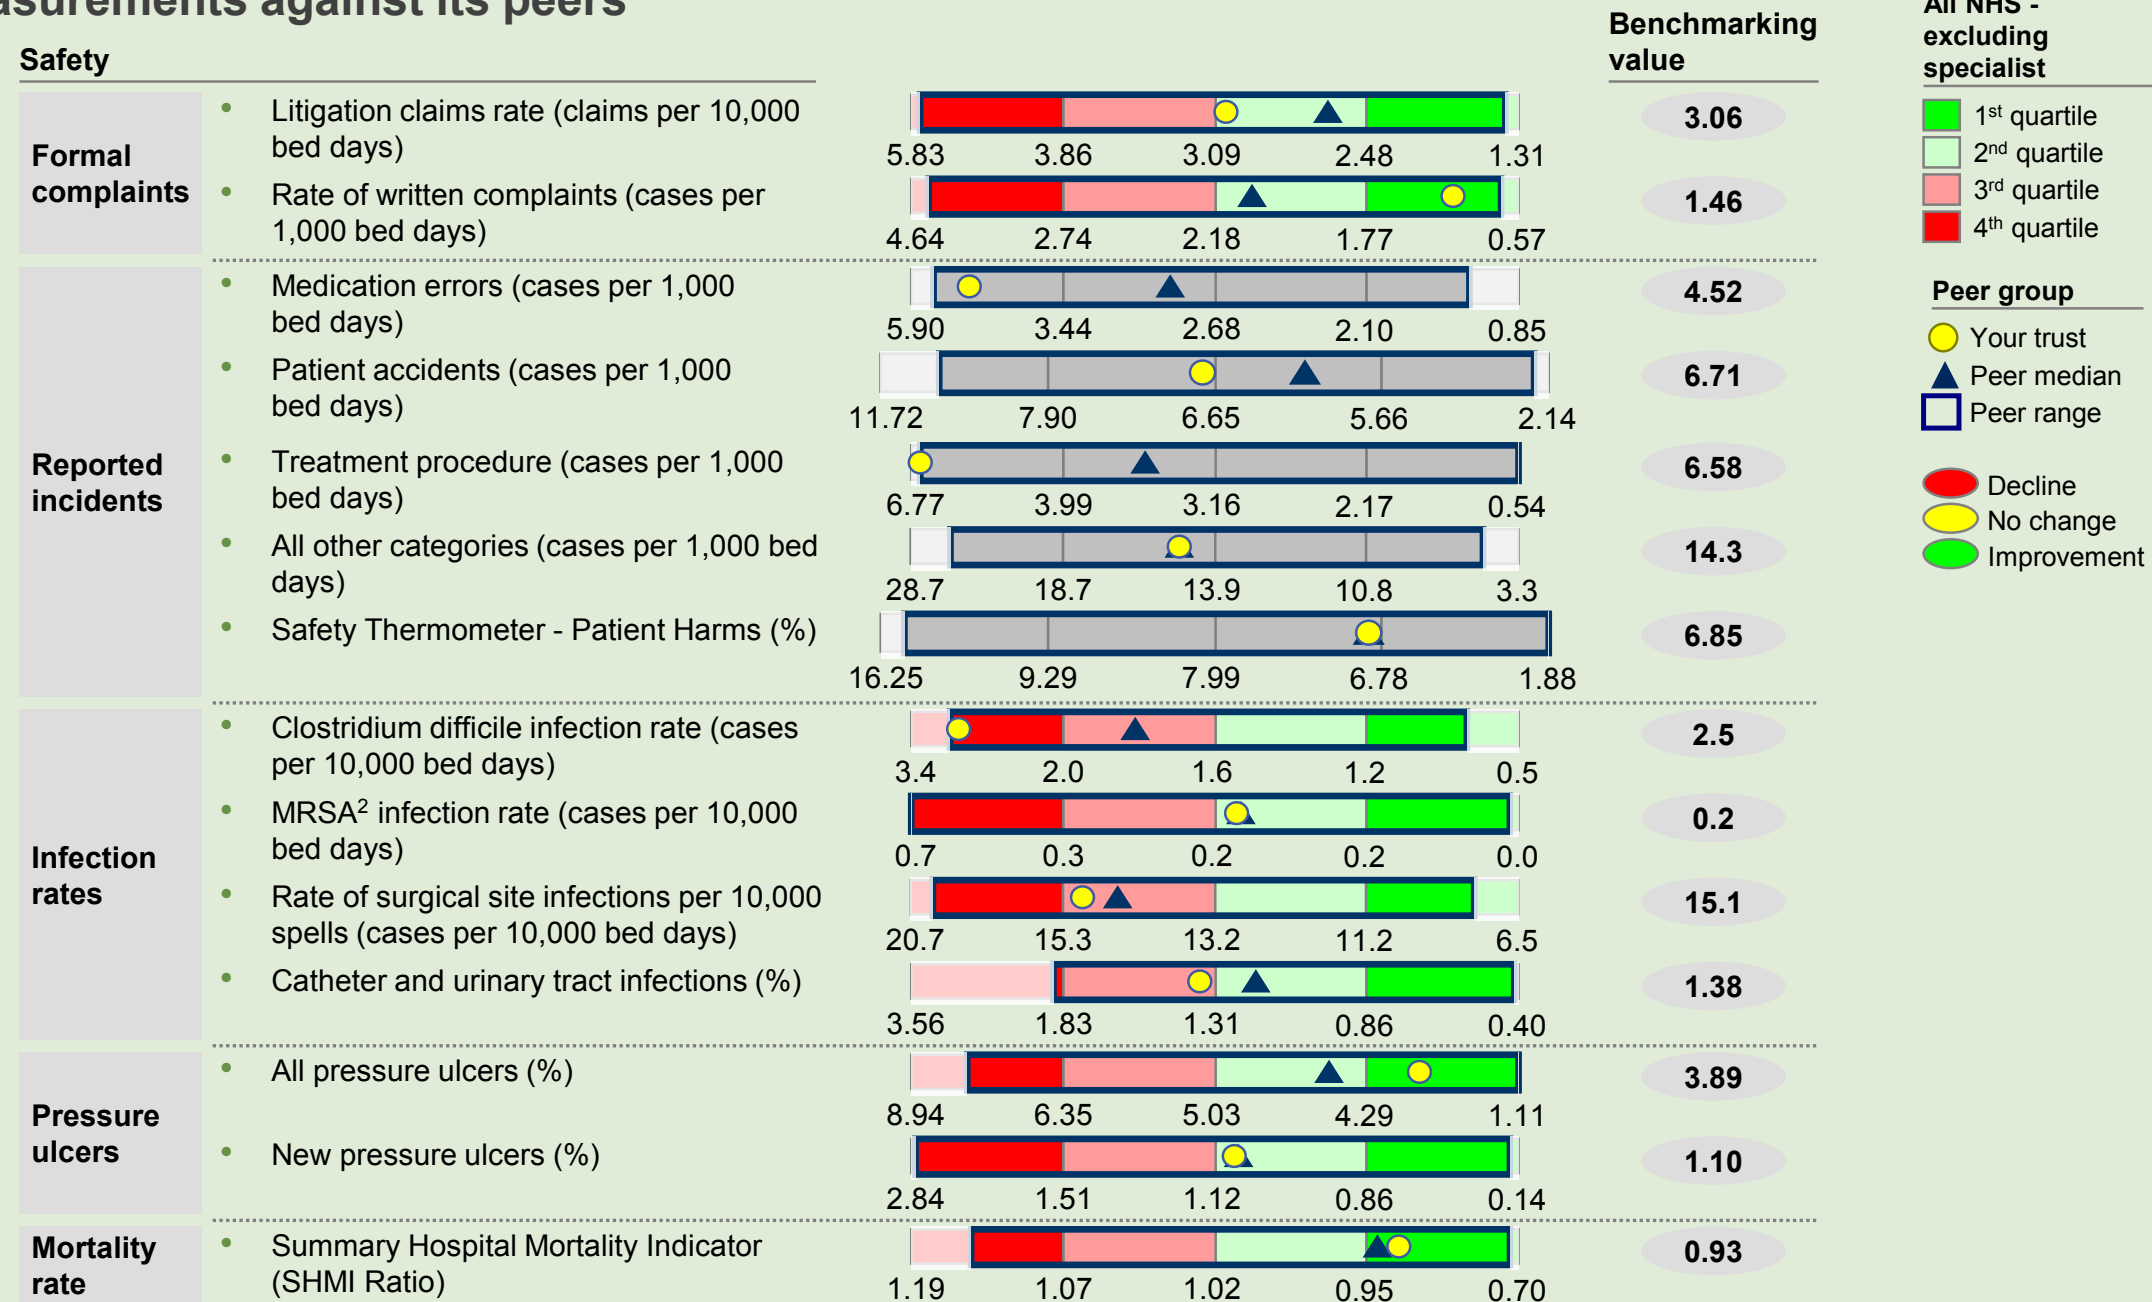 asurements against its peers
Safety
Benchmarking
value
All NHS -
excluding
specialist
Formal
complaints
• Litigation claims rate (claims per 10,000
bed days)
5.83 3.86 3.09 2.48 1.31
3.06
• Rate of written complaints (cases per
1,000 bed days)
4.64 2.74 2.18 1.77 0.57
1.46
Reported
incidents
• Medication errors (cases per 1,000
bed days)
5.90 3.44 2.68 2.10 0.85
4.52
• Patient accidents (cases per 1,000
bed days)
11.72 7.90 6.65 5.66 2.14
6.71
• Treatment procedure (cases per 1,000
bed days)
6.77 3.99 3.16 2.17 0.54
6.58
• All other categories (cases per 1,000 bed
days)
28.7 18.7 13.9 10.8 3.3
14.3
• Safety Thermometer - Patient Harms (%)
16.25 9.29 7.99 6.78 1.88
6.85
Infection
rates
• Clostridium difficile infection rate (cases
per 10,000 bed days)
3.4 2.0 1.6 1.2 0.5
2.5
• MRSA² infection rate (cases per 10,000
bed days)
0.7 0.3 0.2 0.2 0.0
0.2
• Rate of surgical site infections per 10,000
spells (cases per 10,000 bed days)
20.7 15.3 13.2 11.2 6.5
15.1
• Catheter and urinary tract infections (%)
3.56 1.83 1.31 0.86 0.40
1.38
Pressure
ulcers
• All pressure ulcers (%)
8.94 6.35 5.03 4.29 1.11
3.89
• New pressure ulcers (%)
2.84 1.51 1.12 0.86 0.14
1.10
Mortality
rate
• Summary Hospital Mortality Indicator
(SHMI Ratio)
1.19 1.07 1.02 0.95 0.70
0.93
1st quartile
2nd quartile
3rd quartile
4th quartile
Peer group
Your trust
Peer median
Peer range
Decline
No change
Improvement